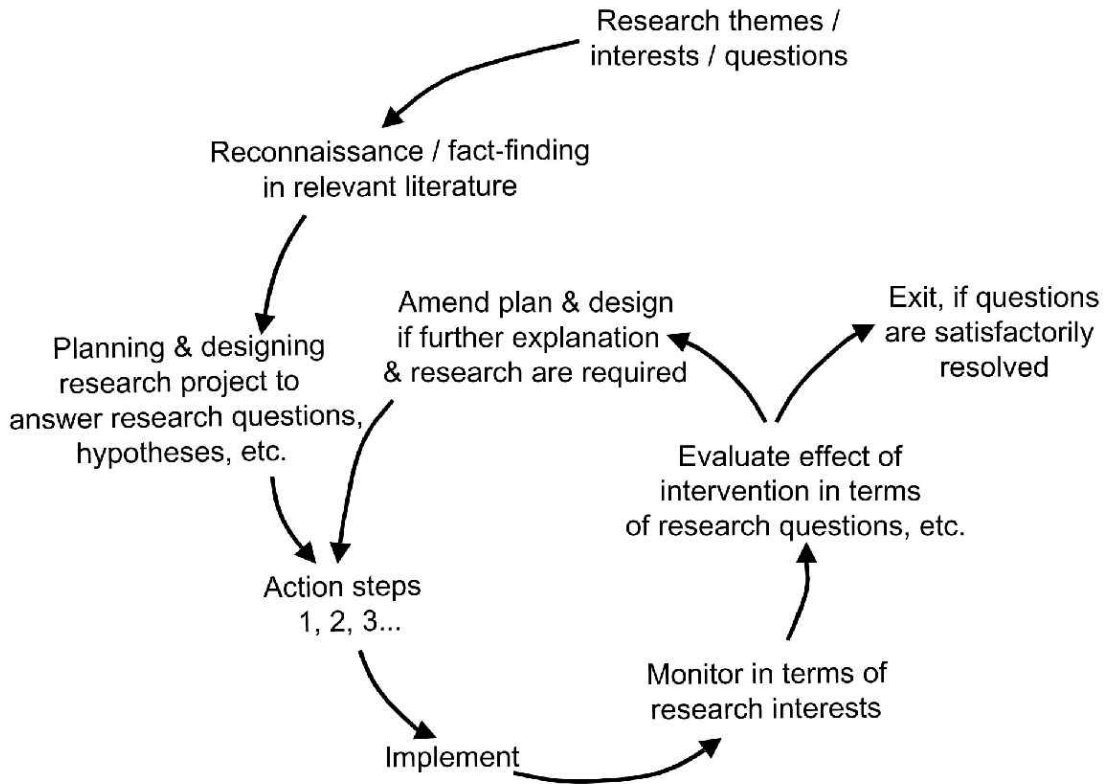 Research themes /
interests / questions
Reconnaissance / fact-finding
in relevant literature
Planning & designing
research project to
answer research questions,
hypotheses, etc.
Amend plan & design
if further explanation
& research are required
Exit, if questions
are satisfactorily
resolved
Evaluate effect of
intervention in terms
of research questions, etc.
Action steps
1, 2, 3...
Monitor in terms of
research interests
Implement